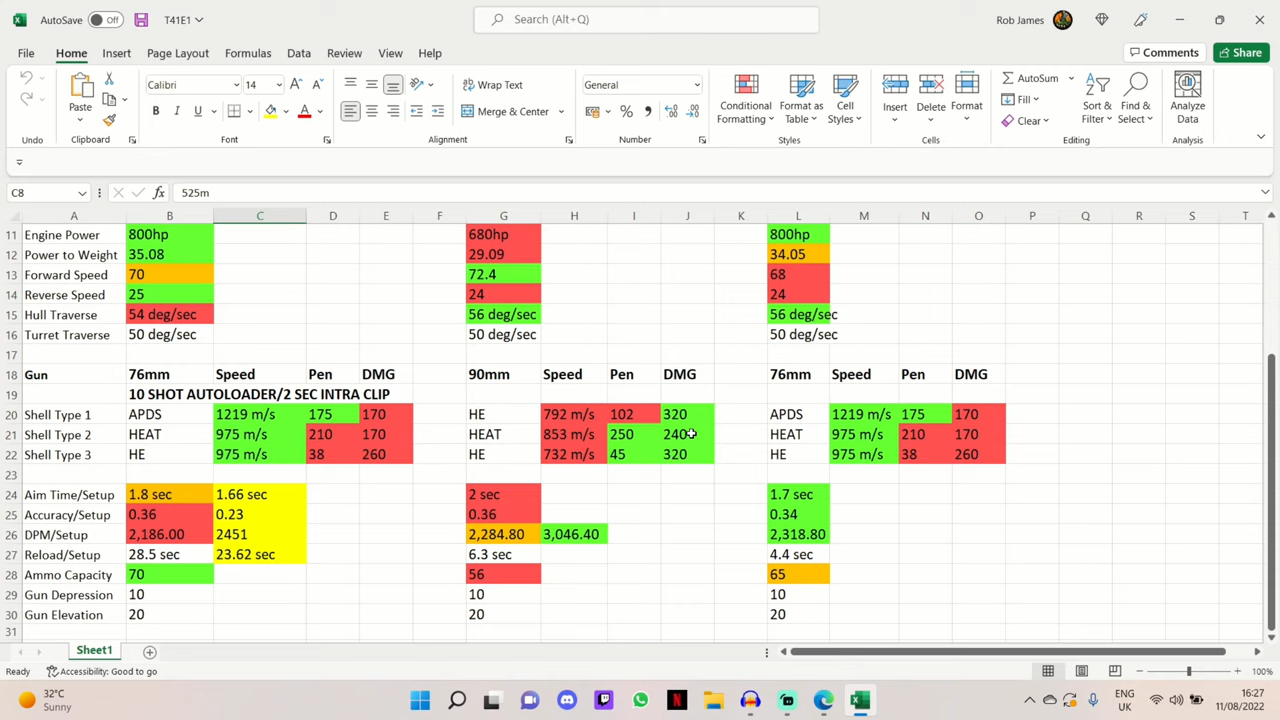 AutoSave Off T41E1 Search (Alt+Q) Rob James
File Home Insert Page Layout Formulas Data Review View Help Comments Share
Calibri 14 Wrap Text General AutoSum
Paste Merge & Center Conditional Formatting Format as Table Cell Styles Insert Delete Format Fill Clear Sort & Filter Find & Select Analyze Data
Undo Clipboard Font Alignment Number Styles Cells Editing Analysis
C8 525m
A B C D E F G H I J K L M N O P Q R S T
11 Engine Power 800hp 680hp 800hp
12 Power to Weight 35.08 29.09 34.05
13 Forward Speed 70 72.4 68
14 Reverse Speed 25 24 24
15 Hull Traverse 54 deg/sec 56 deg/sec 56 deg/sec
16 Turret Traverse 50 deg/sec 50 deg/sec 50 deg/sec
17
18 Gun 76mm Speed Pen DMG 90mm Speed Pen DMG 76mm Speed Pen DMG
19 10 SHOT AUTOLOADER/2 SEC INTRA CLIP
20 Shell Type 1 APDS 1219 m/s 175 170 HE 792 m/s 102 320 APDS 1219 m/s 175 170
21 Shell Type 2 HEAT 975 m/s 210 170 HEAT 853 m/s 250 240 HEAT 975 m/s 210 170
22 Shell Type 3 HE 975 m/s 38 260 HE 732 m/s 45 320 HE 975 m/s 38 260
23
24 Aim Time/Setup 1.8 sec 1.66 sec 2 sec 1.7 sec
25 Accuracy/Setup 0.36 0.23 0.36 0.34
26 DPM/Setup 2,186.00 2451 2,284.80 3,046.40 2,318.80
27 Reload/Setup 28.5 sec 23.62 sec 6.3 sec 4.4 sec
28 Ammo Capacity 70 56 65
29 Gun Depression 10 10 10
30 Gun Elevation 20 20 20
31
Sheet1
Ready Accessibility: Good to go 100%
32°C
Sunny
ENG
UK
16:27
11/08/2022